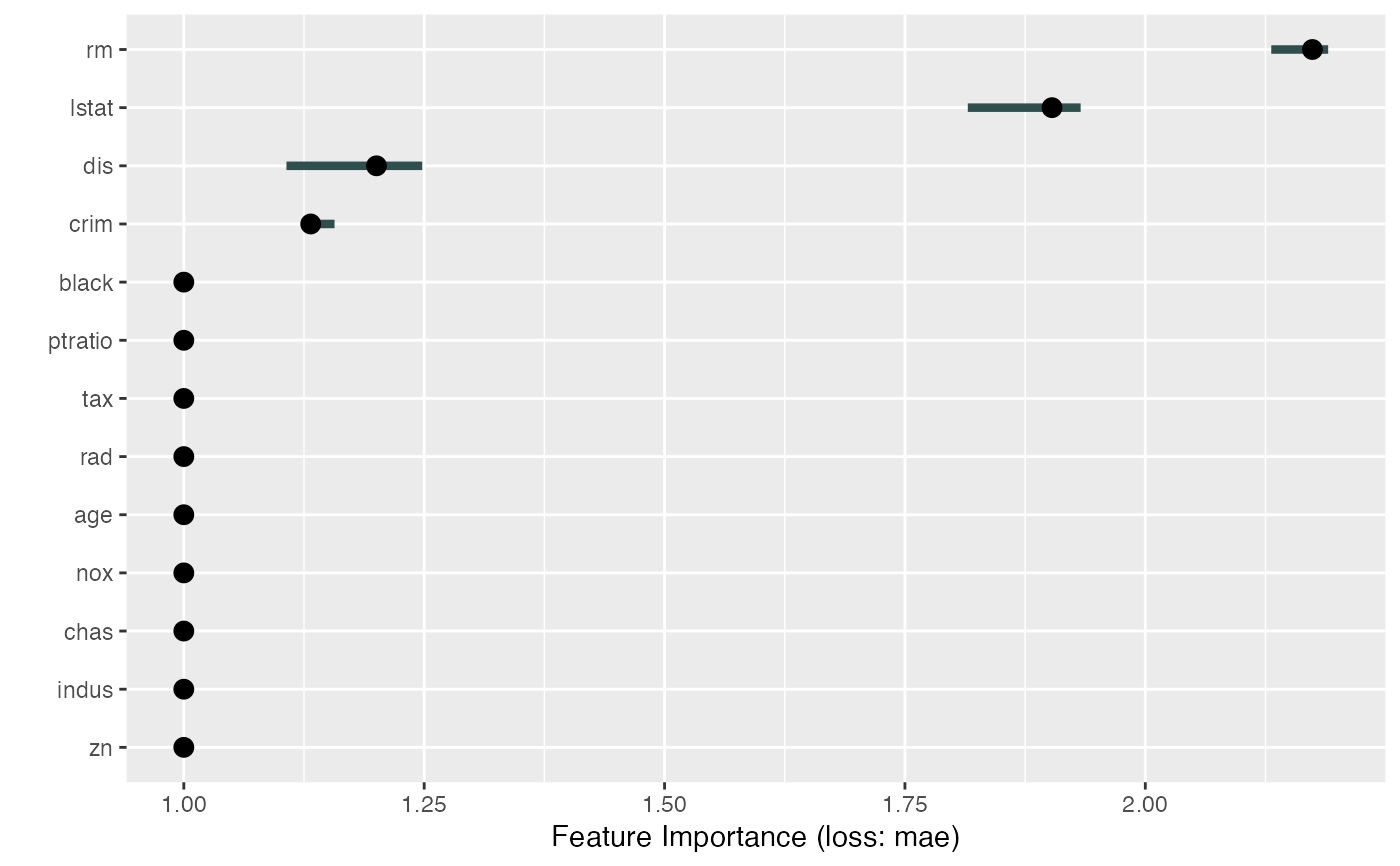 rm
lstat
dis
crim
black
ptratio
tax
rad
age
nox
chas
indus
zn
1.00 1.25 1.50 1.75 2.00
Feature Importance (loss: mae)